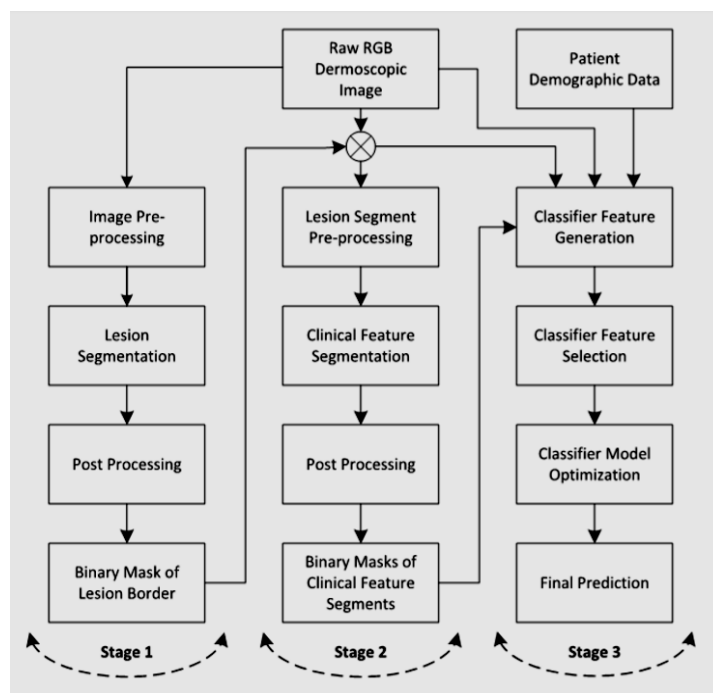 Raw RGB
Dermoscopic
Image
Patient
Demographic Data
Image Pre-
processing
Lesion Segment
Pre-processing
Classifier Feature
Generation
Lesion
Segmentation
Clinical Feature
Segmentation
Classifier Feature
Selection
Post Processing
Post Processing
Classifier Model
Optimization
Binary Mask of
Lesion Border
Binary Masks of
Clinical Feature
Segments
Final Prediction
Stage 1
Stage 2
Stage 3